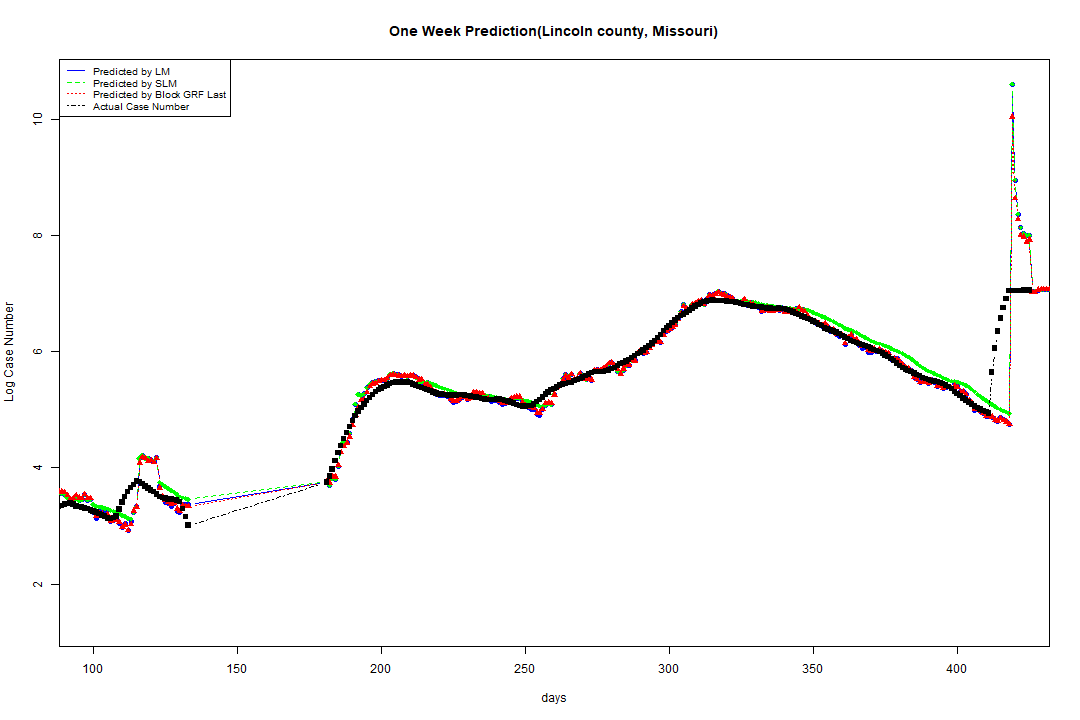 One Week Prediction(Lincoln county, Missouri)
Predicted by LM
Predicted by SLM
Predicted by Block GRF Last
Actual Case Number
Log Case Number
10
8
6
4
2
100 150 200 250 300 350 400
days